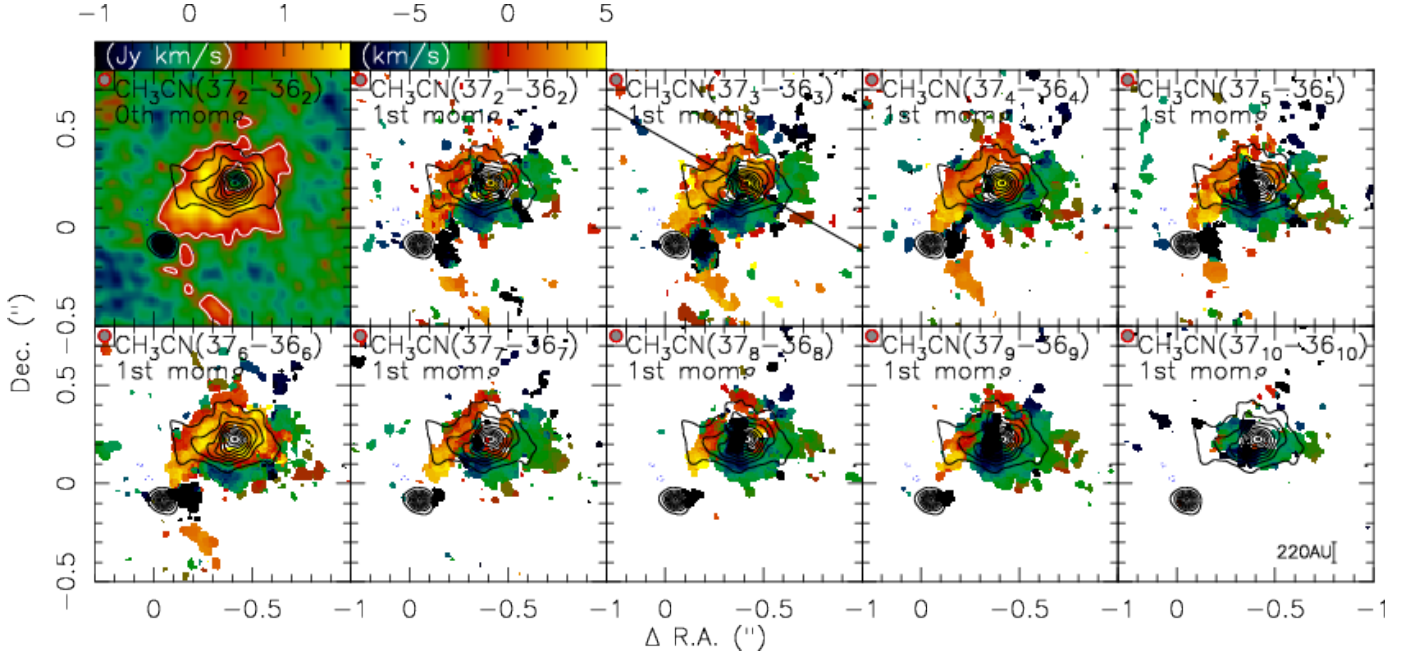 -1 0 1 -5 0 5
(Jy km/s) (km/s)
CH₃CN(37₂-36₂) CH₃CN(37₂-36₂) CH₃CN(37₃-36₃) CH₃CN(37₄-36₄) CH₃CN(37₅-36₅)
0th mom. 1st mom. 1st mom. 1st mom. 1st mom.
0.5
0
-0.5
CH₃CN(37₆-36₆) CH₃CN(37₇-36₇) CH₃CN(37₈-36₈) CH₃CN(37₉-36₉) CH₃CN(37₁₀-36₁₀)
1st mom. 1st mom. 1st mom. 1st mom. 1st mom.
Dec. (")
0.5
0
-0.5
220AU
0 -0.5 -1 0 -0.5 -1 0 -0.5 -1 0 -0.5 -1 0 -0.5 -1
Δ R.A. (")